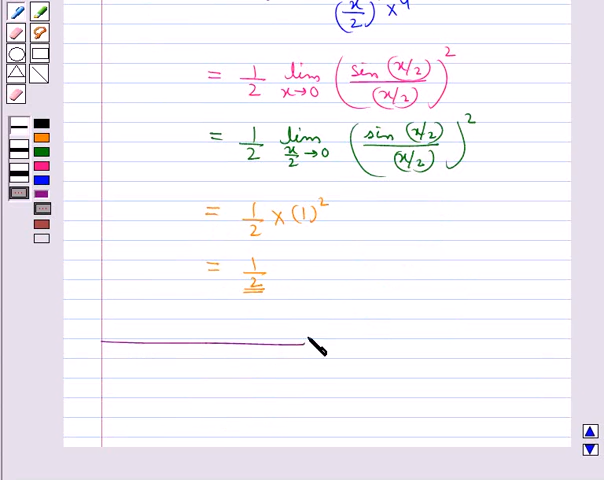 (x/2) x 4
= 1/2 lim x→0 (sin (x/2) / (x/2))^2
= 1/2 lim x/2→0 (sin (x/2) / (x/2))^2
= 1/2 x (1)^2
= 1/2